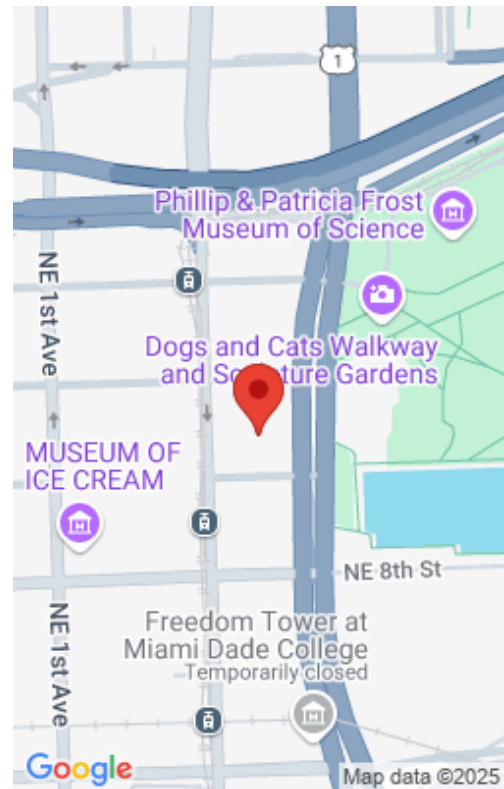 1
Phillip & Patricia Frost
Museum of Science
NE 1st Ave
Dogs and Cats Walkway
and Sculpture Gardens
MUSEUM OF
ICE CREAM
NE 8th St
NE 1st Ave
Freedom Tower at
Miami Dade College
Temporarily closed
Google
Map data ©2025